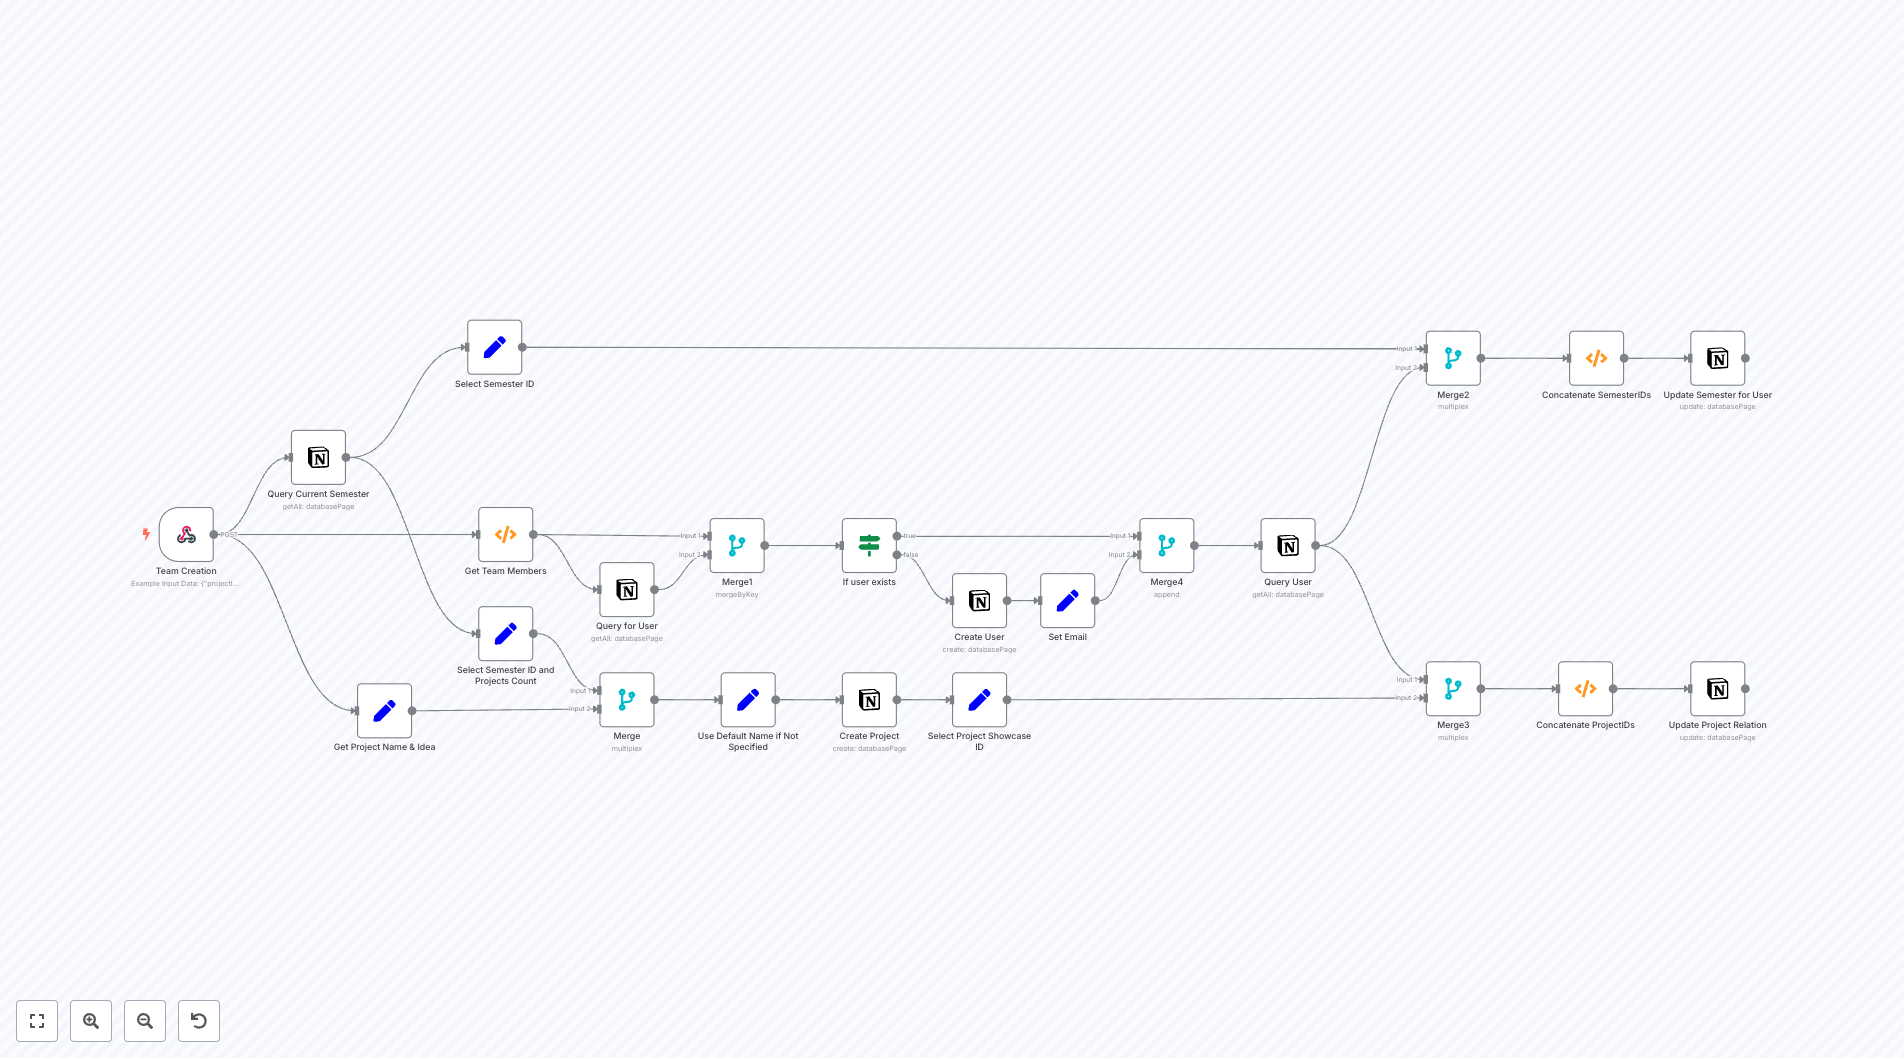 Select Semester ID
Input 1
Input 2
Merge2
multiplex
Concatenate SemesterIDs
Update Semester for User
update: databasePage
Query Current Semester
getAll: databasePage
POST
Team Creation
Example Input Data: {"projectI...
Get Team Members
Query for User
getAll: databasePage
Input 1
Input 2
Merge1
mergeByKey
true
false
If user exists
Create User
create: databasePage
Set Email
Input 1
Input 2
Merge4
append
Query User
getAll: databasePage
Select Semester ID and
Projects Count
Get Project Name & Idea
Input 1
Input 2
Merge
multiplex
Use Default Name if Not
Specified
Create Project
create: databasePage
Select Project Showcase
ID
Input 1
Input 2
Merge3
multiplex
Concatenate ProjectIDs
Update Project Relation
update: databasePage